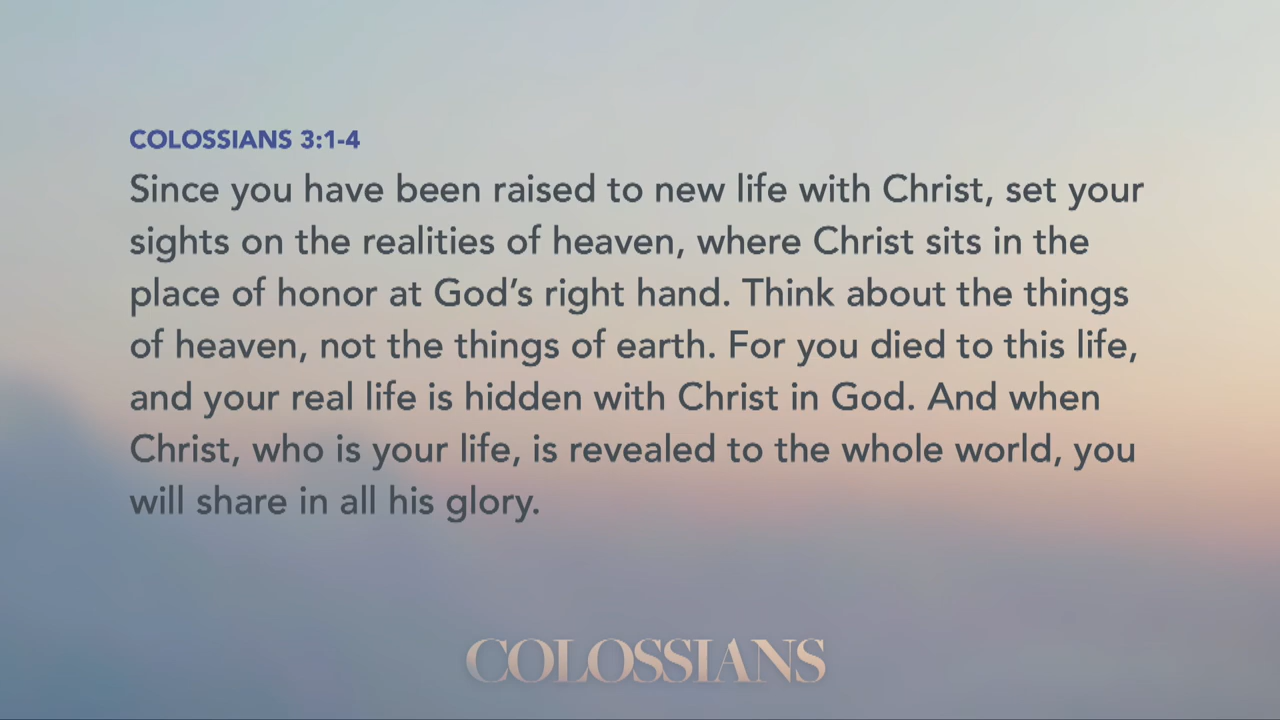 COLOSSIANS 3:1-4
Since you have been raised to new life with Christ, set your
sights on the realities of heaven, where Christ sits in the
place of honor at God’s right hand. Think about the things
of heaven, not the things of earth. For you died to this life,
and your real life is hidden with Christ in God. And when
Christ, who is your life, is revealed to the whole world, you
will share in all his glory.
COLOSSIANS